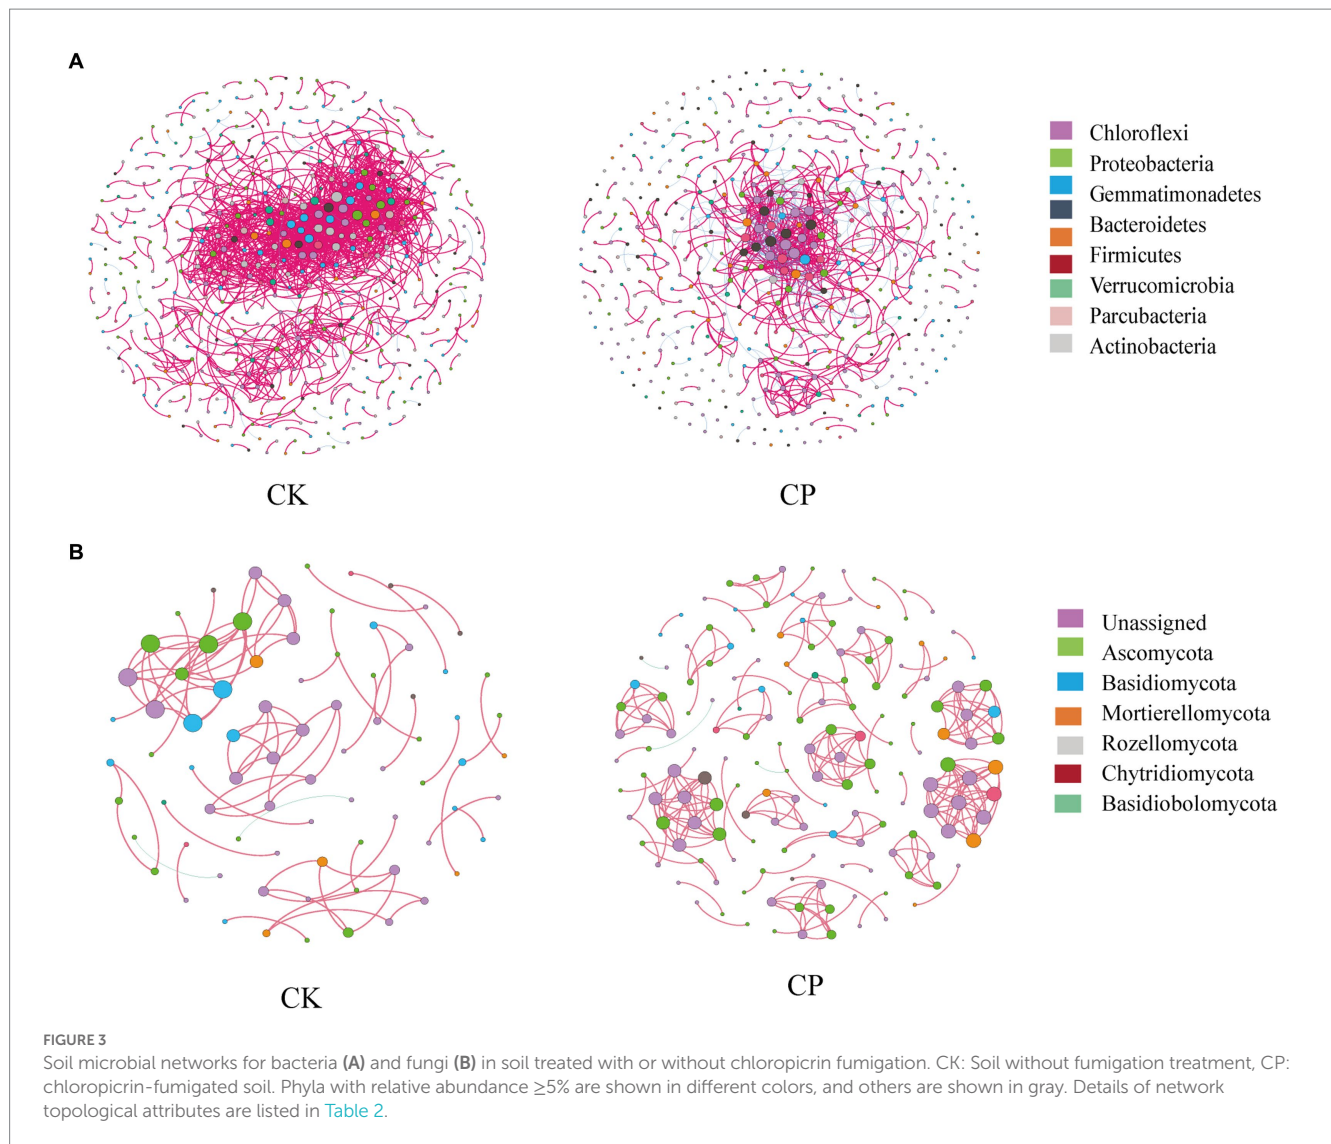 A
Chloroflexi
Proteobacteria
Gemmatimonadetes
Bacteroidetes
Firmicutes
Verrucomicrobia
Parcubacteria
Actinobacteria
CK
CP
B
Unassigned
Ascomycota
Basidiomycota
Mortierellomycota
Rozellomycota
Chytridiomycota
Basidiobolomycota
CK
CP
FIGURE 3
Soil microbial networks for bacteria (A) and fungi (B) in soil treated with or without chloropicrin fumigation. CK: Soil without fumigation treatment, CP:
chloropicrin-fumigated soil. Phyla with relative abundance ≥5% are shown in different colors, and others are shown in gray. Details of network
topological attributes are listed in Table 2.